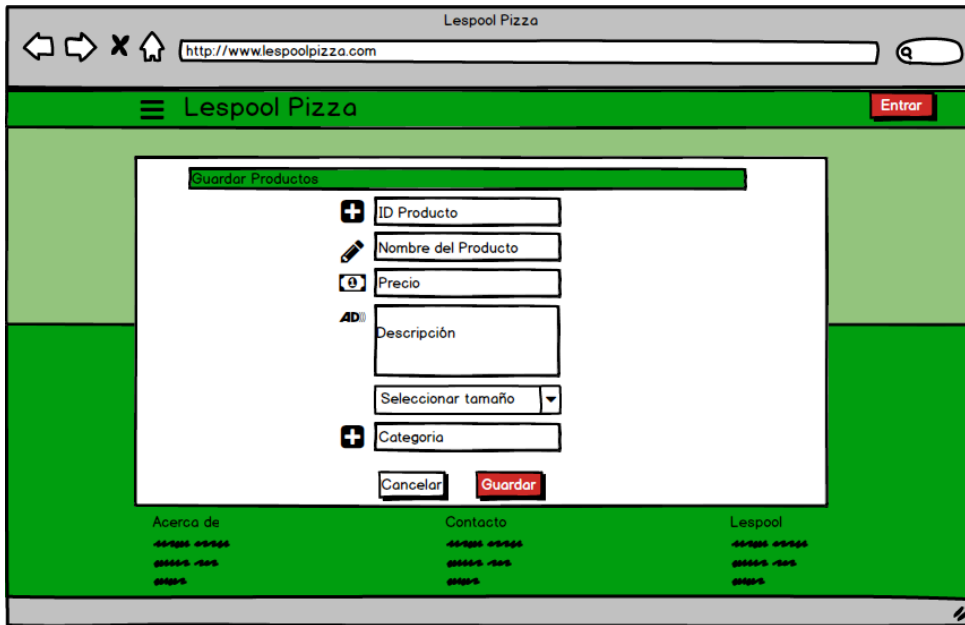 Lespool Pizza
http://www.lespoolpizza.com
Lespool Pizza
Entrar
Guardar Productos
ID Producto
Nombre del Producto
1
Precio
AD
Descripción
Seleccionar tamaño
Categoria
Cancelar
Guardar
Acerca de
Contacto
Lespool